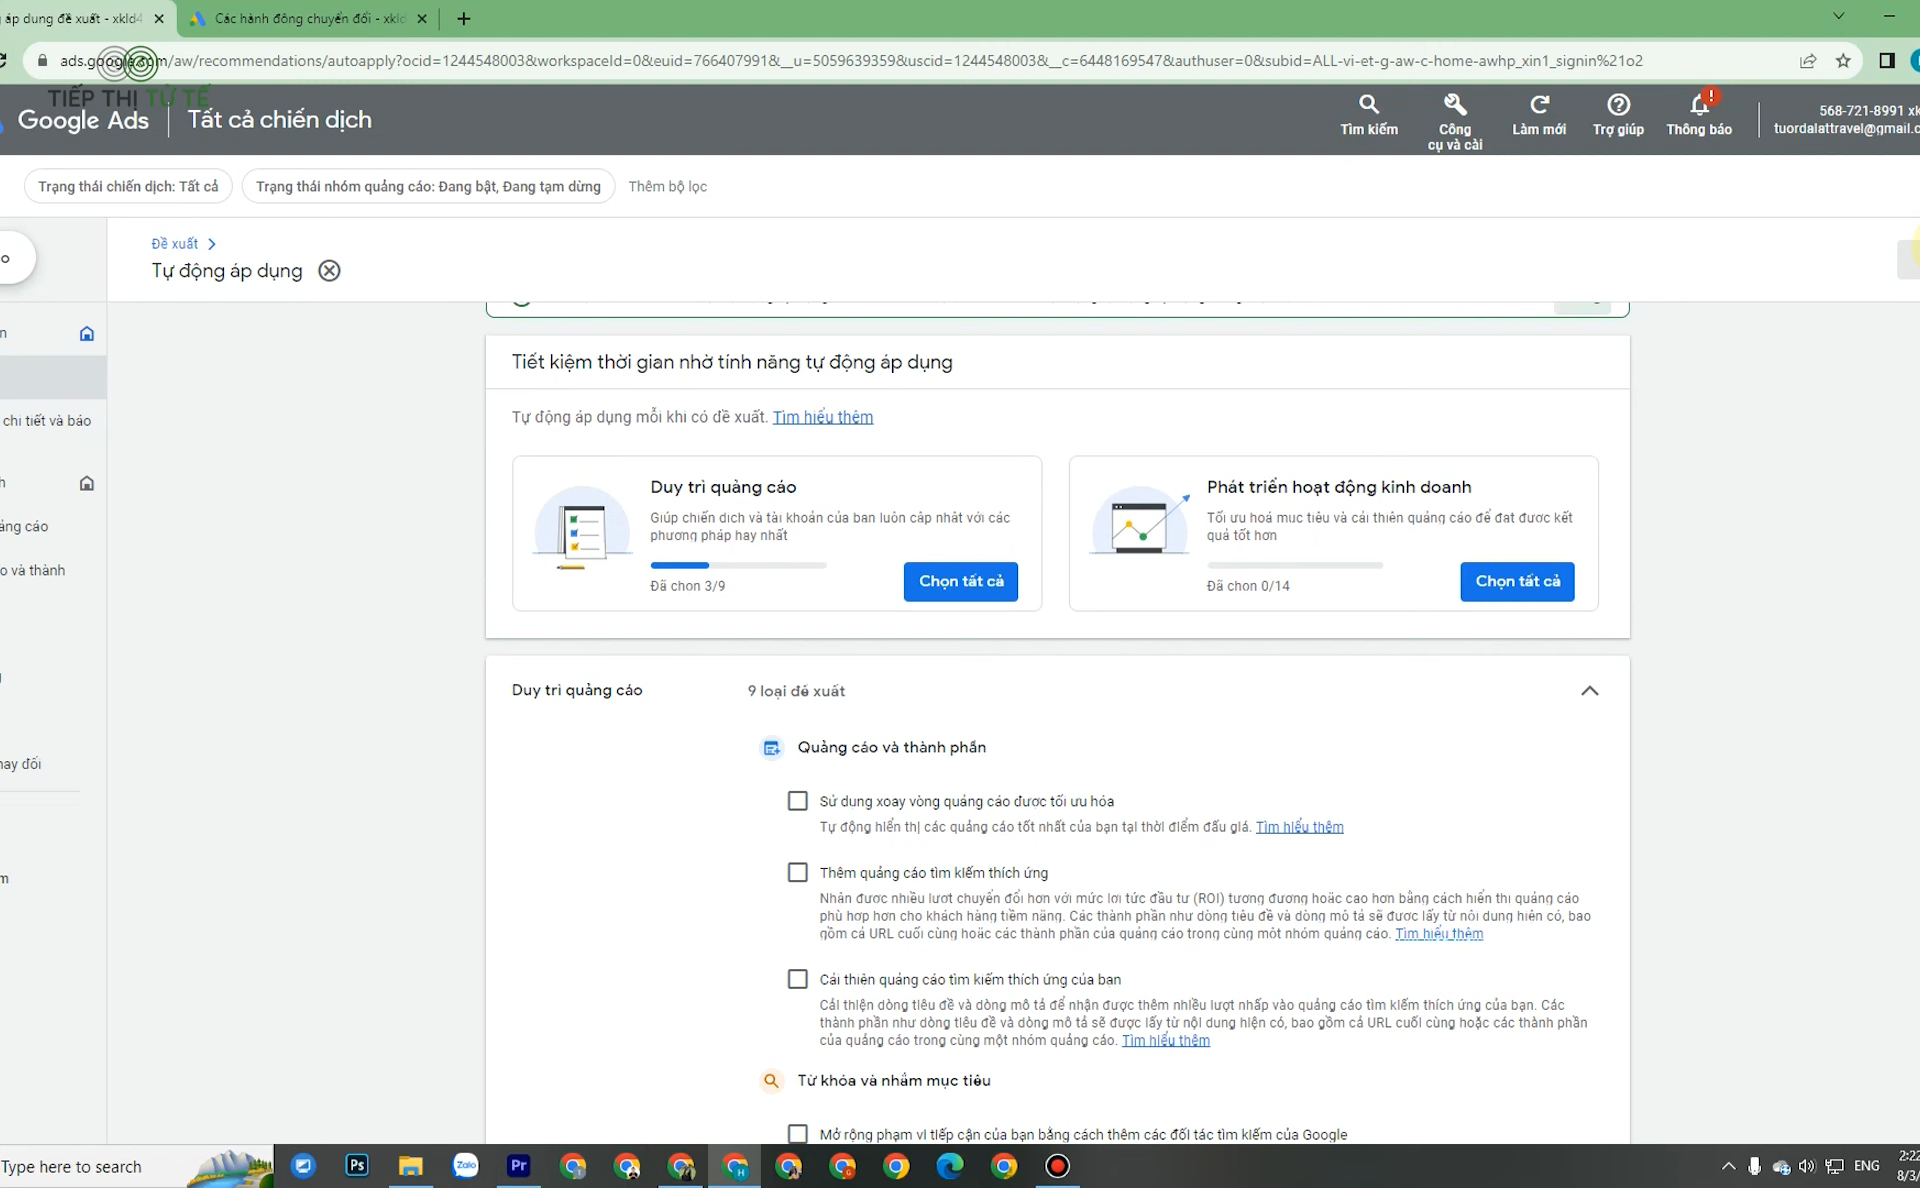 áp dụng đề xuất - xkld4
Các hành động chuyển đổi - xkld
ads.google.com/aw/recommendations/autoapply?ocid=1244548003&workspaceId=0&euid=766407991&__u=5059639359&uscid=1244548003&__c=6448169547&authuser=0&subid=ALL-vi-et-g-aw-c-home-awhp_xin1_signin%21o2
TIẾP THỊ TỬ TẾ
Google Ads
Tất cả chiến dịch
Tìm kiếm
Công
cụ và cài
Làm mới
Trợ giúp
Thông báo
568-721-8991 xk
tuordalattravel@gmail.c
Trạng thái chiến dịch: Tất cả
Trạng thái nhóm quảng cáo: Đang bật, Đang tạm dừng
Thêm bộ lọc
Đề xuất
Tự động áp dụng
chi tiết và báo
ảng cáo
o và thành
ay đổi
Tiết kiệm thời gian nhờ tính năng tự động áp dụng
Tự động áp dụng mỗi khi có đề xuất. Tìm hiểu thêm
Duy trì quảng cáo
Giúp chiến dịch và tài khoản của bạn luôn cập nhật với các
phương pháp hay nhất
Đã chọn 3/9
Chọn tất cả
Phát triển hoạt động kinh doanh
Tối ưu hoá mục tiêu và cải thiện quảng cáo để đạt được kết
quả tốt hơn
Đã chọn 0/14
Chọn tất cả
Duy trì quảng cáo
9 loại đề xuất
Quảng cáo và thành phần
Sử dụng xoay vòng quảng cáo được tối ưu hóa
Tự động hiển thị các quảng cáo tốt nhất của bạn tại thời điểm đấu giá. Tìm hiểu thêm
Thêm quảng cáo tìm kiếm thích ứng
Nhận được nhiều lượt chuyển đổi hơn với mức lợi tức đầu tư (ROI) tương đương hoặc cao hơn bằng cách hiển thị quảng cáo
phù hợp hơn cho khách hàng tiềm năng. Các thành phần như dòng tiêu đề và dòng mô tả sẽ được lấy từ nội dung hiện có, bao
gồm cả URL cuối cùng hoặc các thành phần của quảng cáo trong cùng một nhóm quảng cáo. Tìm hiểu thêm
Cải thiện quảng cáo tìm kiếm thích ứng của bạn
Cải thiện dòng tiêu đề và dòng mô tả để nhận được thêm nhiều lượt nhấp vào quảng cáo tìm kiếm thích ứng của bạn. Các
thành phần như dòng tiêu đề và dòng mô tả sẽ được lấy từ nội dung hiện có, bao gồm cả URL cuối cùng hoặc các thành phần
của quảng cáo trong cùng một nhóm quảng cáo. Tìm hiểu thêm
Từ khóa và nhắm mục tiêu
Mở rộng phạm vi tiếp cận của bạn bằng cách thêm các đối tác tìm kiếm của Google
Type here to search
Ps
Zalo
Pr
ENG
2:22
8/3/